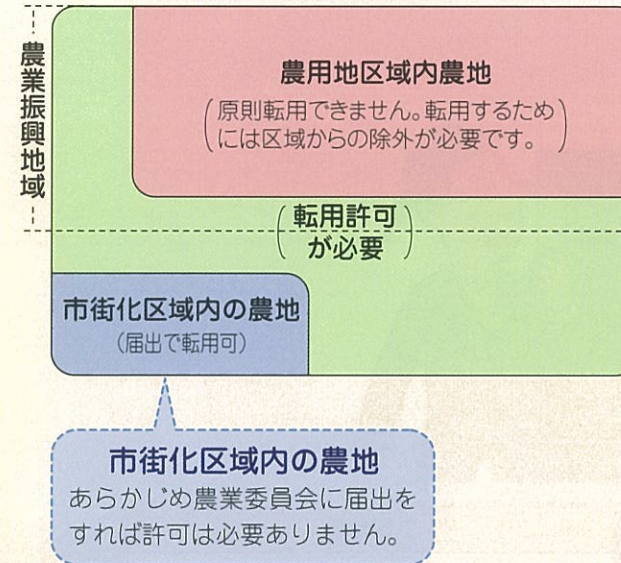 農業振興地域
農用地区域内農地
(原則転用できません。転用するため
には区域からの除外が必要です。)
(転用許可
が必要)
市街化区域内の農地
(届出で転用可)
市街化区域内の農地
あらかじめ農業委員会に届出を
すれば許可は必要ありません。